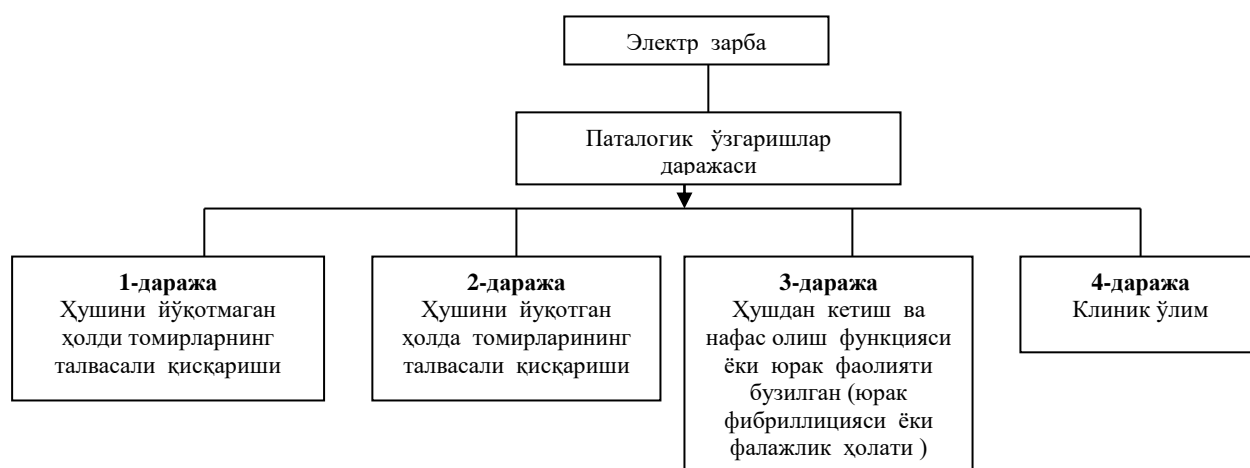 Электр зарба
Паталогик ўзгаришлар
даражаси
1-даража
Ҳушини йўқотмаган
ҳолди томирларнинг
талвасали қисқариши
2-даража
Ҳушини йуқотган
ҳолда томирларининг
талвасали қисқариши
3-даража
Ҳушдан кетиш ва
нафас олиш функцияси
ёки юрак фаолияти
бузилган (юрак
фибриллицияси ёки
фалажлик ҳолати )
4-даража
Клиник ўлим